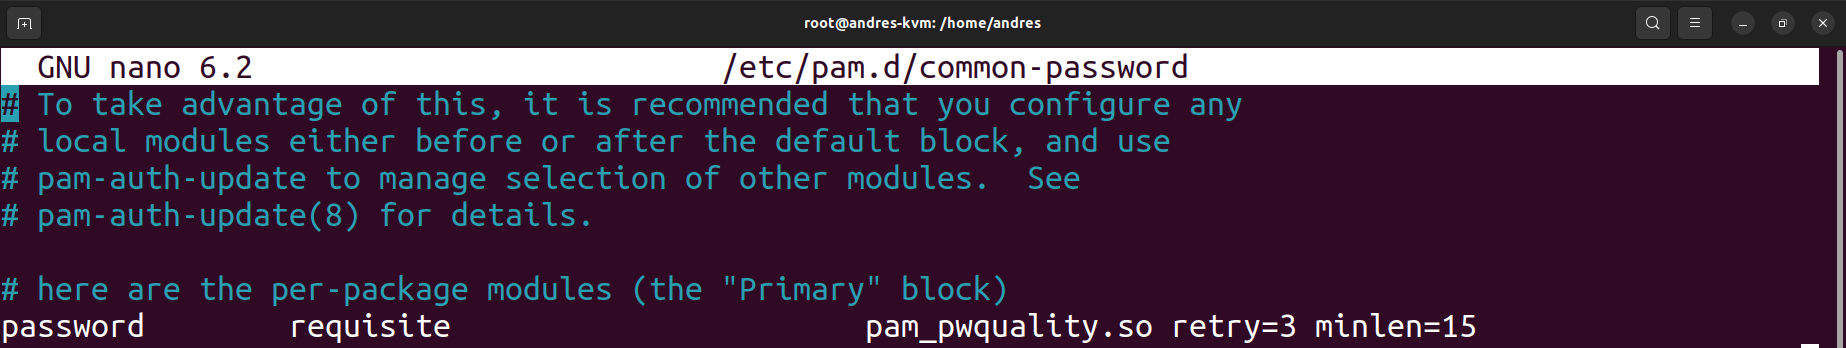 root@andres-kvm: /home/andres
GNU nano 6.2 /etc/pam.d/common-password
# To take advantage of this, it is recommended that you configure any
# local modules either before or after the default block, and use
# pam-auth-update to manage selection of other modules.  See
# pam-auth-update(8) for details.
# here are the per-package modules (the "Primary" block)
password        requisite                       pam_pwquality.so retry=3 minlen=15